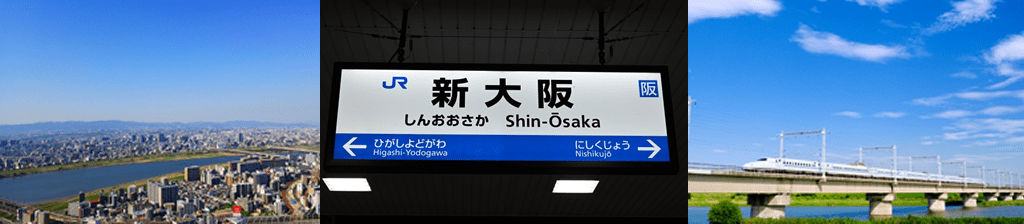 JR
新大阪
阪
しんおおさか Shin-Ōsaka
ひがしよどがわ
Higashi-Yodogawa
にしくじょう
Nishikujō